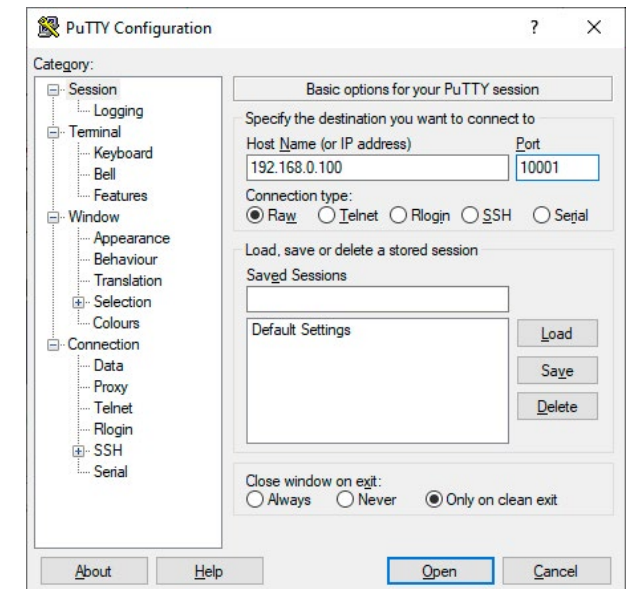 PuTTY Configuration
?
Category:
Session
Logging
Terminal
Keyboard
Bell
Features
Window
Appearance
Behaviour
Translation
Selection
Colours
Connection
Data
Proxy
Telnet
Rlogin
SSH
Serial
Basic options for your PuTTY session
Specify the destination you want to connect to
Host Name (or IP address) Port
192.168.0.100 10001
Connection type:
Raw Telnet Rlogin SSH Serial
Load, save or delete a stored session
Saved Sessions
Default Settings
Load
Save
Delete
Close window on exit:
Always Never Only on clean exit
About Help Open Cancel